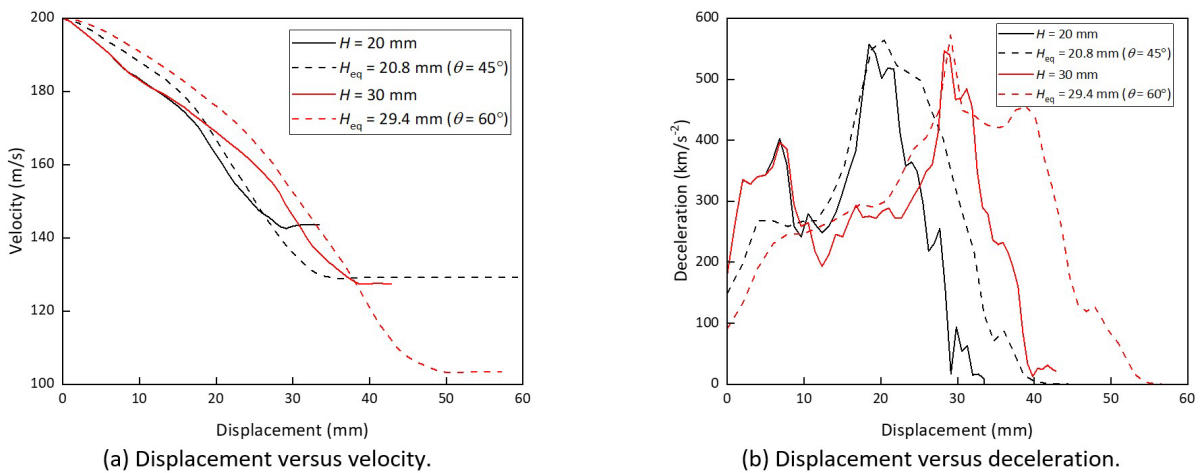 200
180
160
140
120
100
Velocity (m/s)
0 10 20 30 40 50 60
Displacement (mm)
H = 20 mm
Heq = 20.8 mm (θ = 45°)
H = 30 mm
Heq = 29.4 mm (θ = 60°)
(a) Displacement versus velocity.
600
500
400
300
200
100
0
Deceleration (km/s⁻²)
0 10 20 30 40 50 60
Displacement (mm)
H = 20 mm
Heq = 20.8 mm (θ = 45°)
H = 30 mm
Heq = 29.4 mm (θ = 60°)
(b) Displacement versus deceleration.